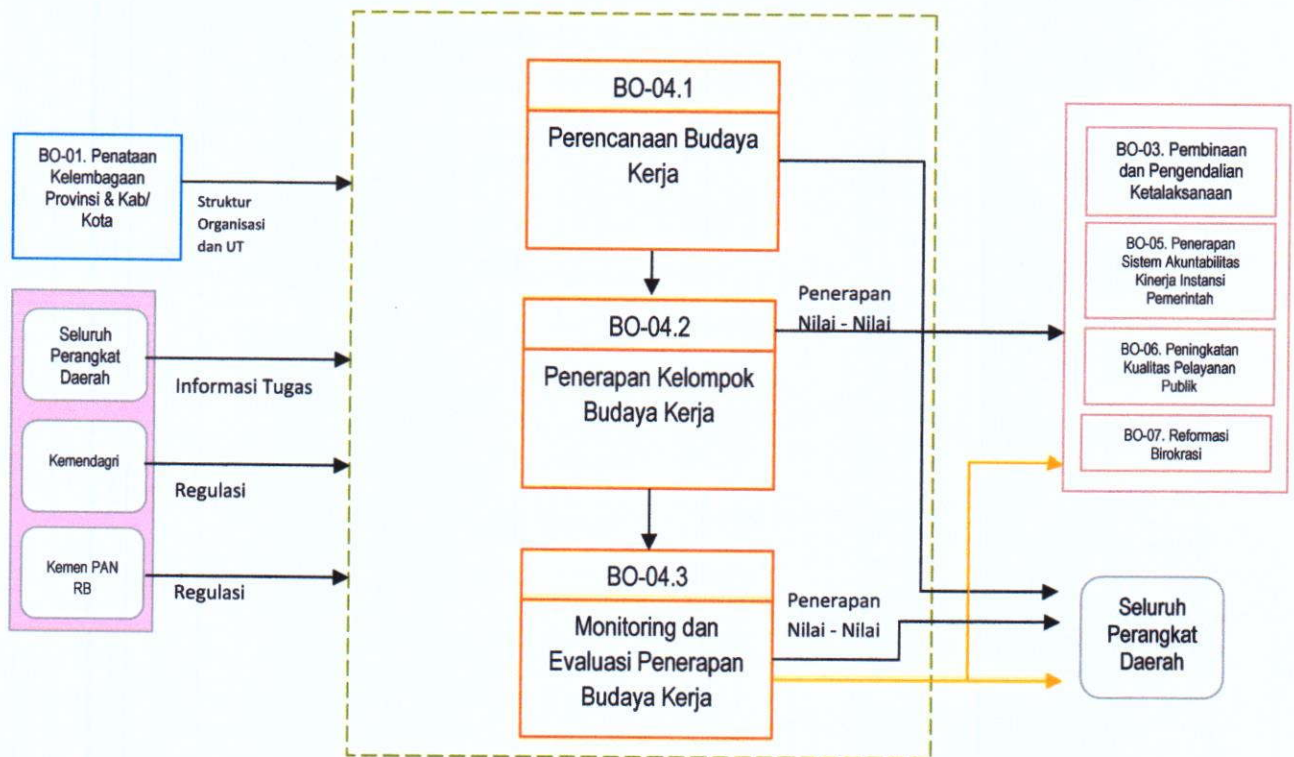 BO-01. Penataan
Kelembagaan
Provinsi & Kab/
Kota
Struktur
Organisasi
dan UT
Seluruh
Perangkat
Daerah
Informasi Tugas
Kemendagri
Regulasi
Kemen PAN
RB
Regulasi
BO-04.1
Perencanaan Budaya
Kerja
BO-04.2
Penerapan Kelompok
Budaya Kerja
Penerapan
Nilai - Nilai
BO-04.3
Monitoring dan
Evaluasi Penerapan
Budaya Kerja
Penerapan
Nilai - Nilai
BO-03. Pembinaan
dan Pengendalian
Ketalaksanaan
BO-05. Penerapan
Sistem Akuntabilitas
Kinerja Instansi
Pemerintah
BO-06. Peningkatan
Kualitas Pelayanan
Publik
BO-07. Reformasi
Birokrasi
Seluruh
Perangkat
Daerah